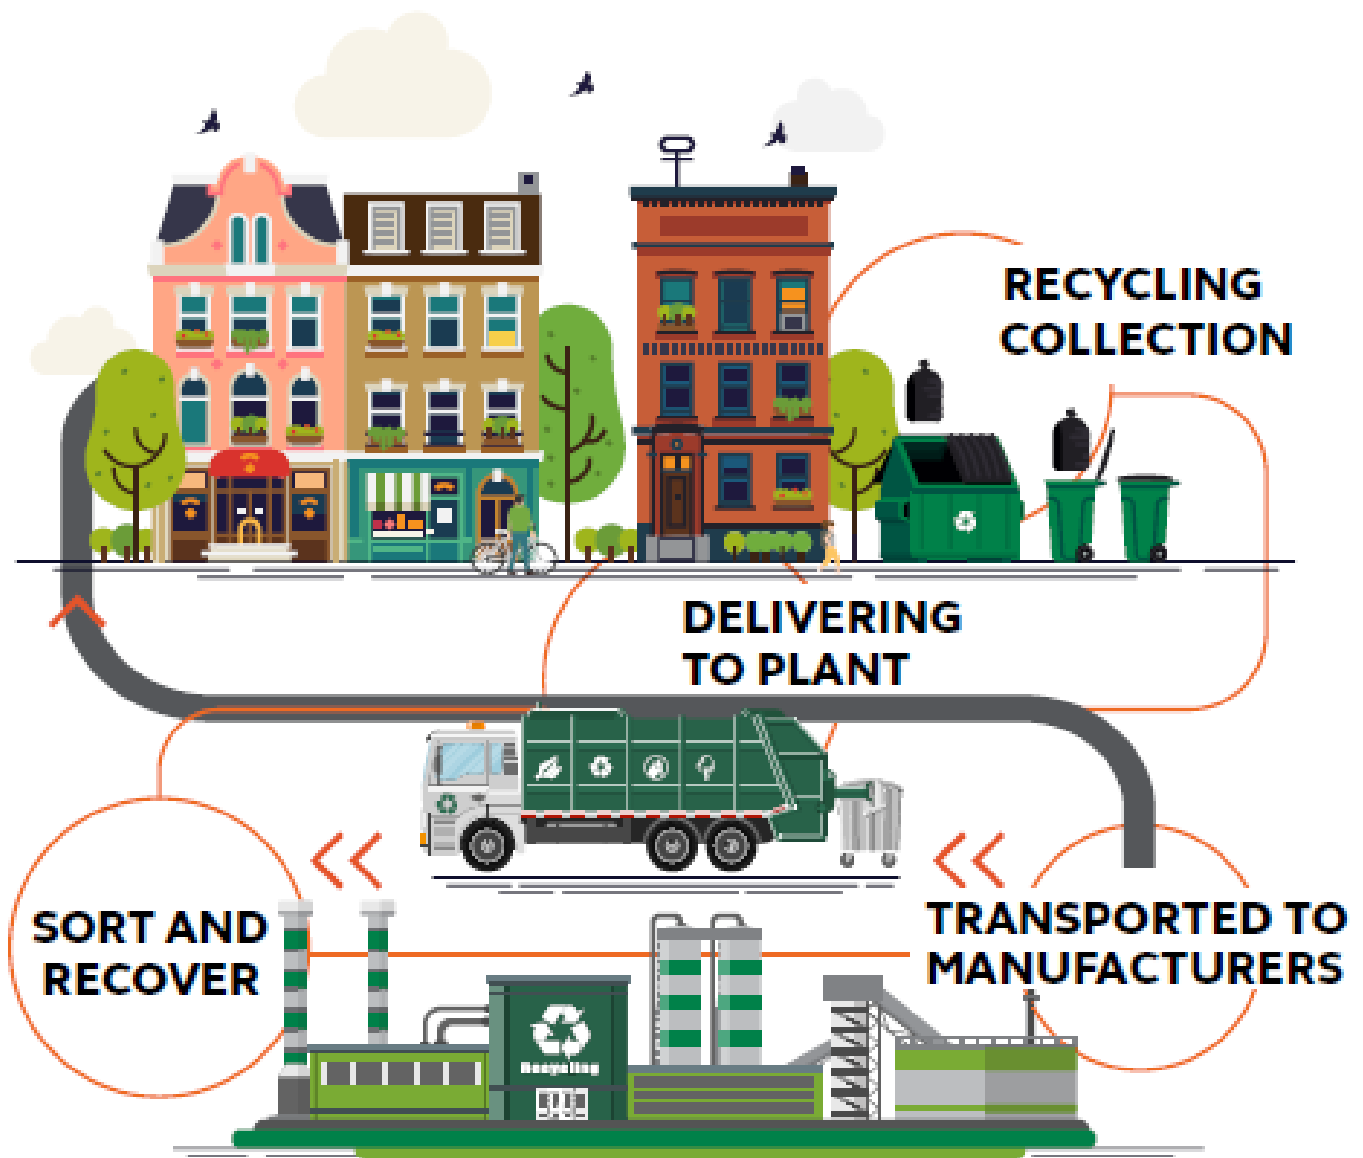 RECYCLING
COLLECTION
DELIVERING
TO PLANT
SORT AND
RECOVER
TRANSPORTED TO
MANUFACTURERS
Recycling